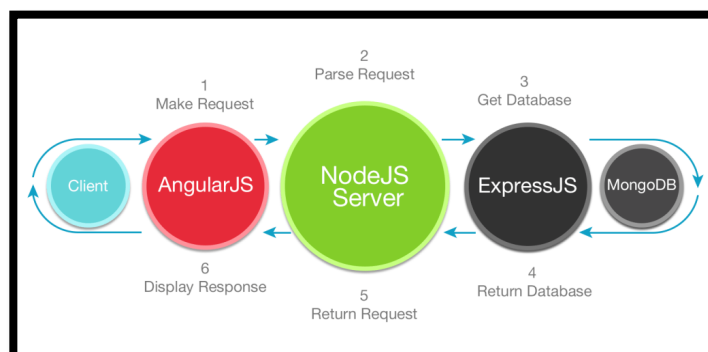 1
Make Request
2
Parse Request
3
Get Database
Client
AngularJS
NodeJS
Server
ExpressJS
MongoDB
6
Display Response
5
Return Request
4
Return Database